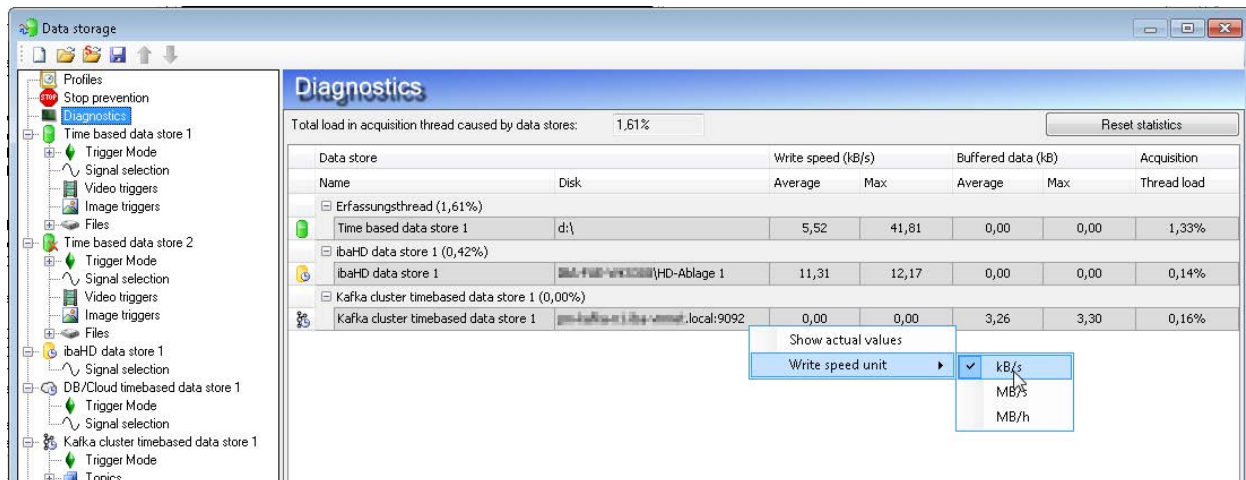 Data storage
Profiles
Stop prevention
Diagnostics
Time based data store 1
Trigger Mode
Signal selection
Video triggers
Image triggers
Files
Time based data store 2
Trigger Mode
Signal selection
Video triggers
Image triggers
Files
ibaHD data store 1
Signal selection
DB/Cloud timebased data store 1
Trigger Mode
Signal selection
Kafka cluster timebased data store 1
Trigger Mode
Topics
Diagnostics
Total load in acquisition thread caused by data stores: 1,61% Reset statistics
Data store Write speed (kB/s) Buffered data (kB) Acquisition
Name Disk Average Max Average Max Thread load
Erfassungsthread (1,61%)
Time based data store 1 d:\ 5,52 41,81 0,00 0,00 1,33%
ibaHD data store 1 (0,42%)
ibaHD data store 1 \HD-Ablage 1 11,31 12,17 0,00 0,00 0,14%
Kafka cluster timebased data store 1 (0,00%)
Kafka cluster timebased data store 1 .local:9092 0,00 0,00 3,26 3,30 0,16%
Show actual values
Write speed unit kB/s
MB/s
MB/h